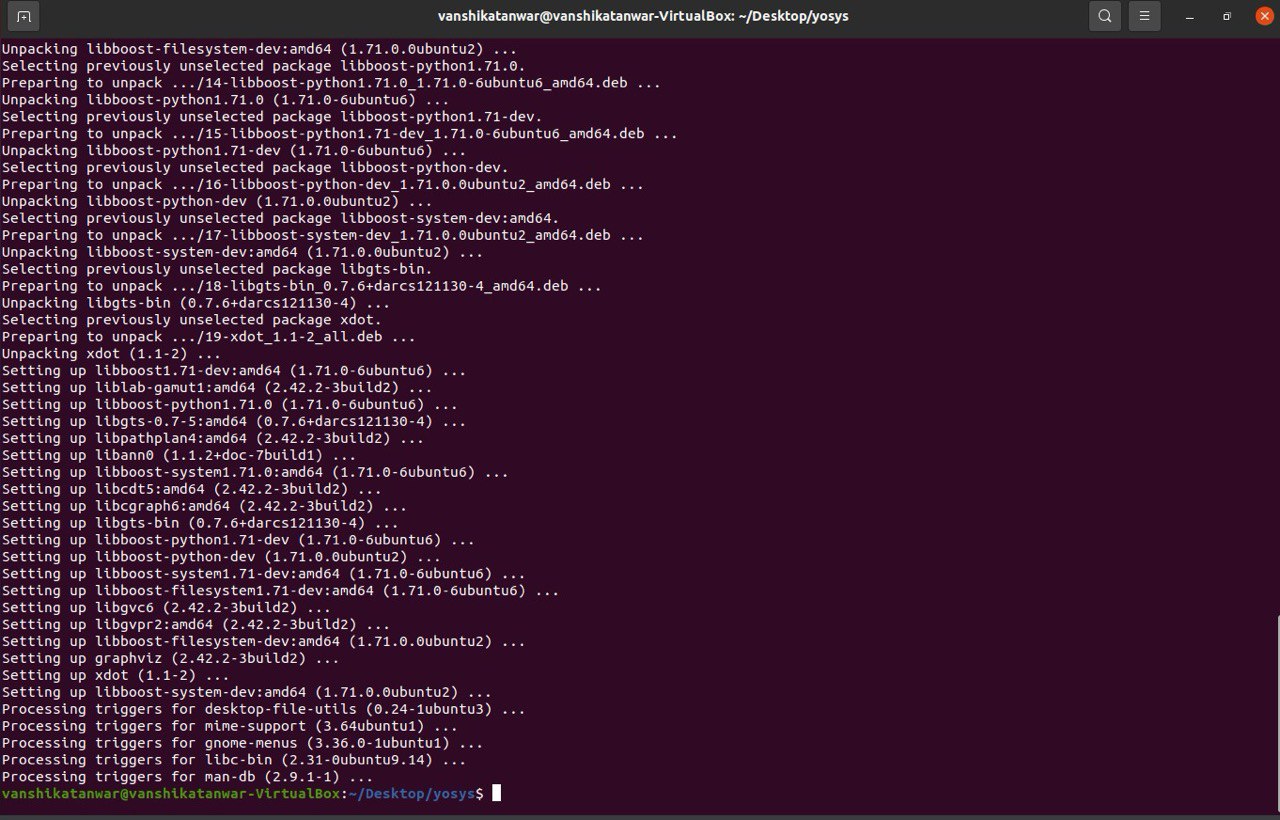 vanshikatanwar@vanshikatanwar-VirtualBox: ~/Desktop/yosys
Unpacking libboost-filesystem-dev:amd64 (1.71.0.0ubuntu2) ...
Selecting previously unselected package libboost-python1.71.0.
Preparing to unpack .../14-libboost-python1.71.0_1.71.0-6ubuntu6_amd64.deb ...
Unpacking libboost-python1.71.0 (1.71.0-6ubuntu6) ...
Selecting previously unselected package libboost-python1.71-dev.
Preparing to unpack .../15-libboost-python1.71-dev_1.71.0-6ubuntu6_amd64.deb ...
Unpacking libboost-python1.71-dev (1.71.0-6ubuntu6) ...
Selecting previously unselected package libboost-python-dev.
Preparing to unpack .../16-libboost-python-dev_1.71.0.0ubuntu2_amd64.deb ...
Unpacking libboost-python-dev (1.71.0.0ubuntu2) ...
Selecting previously unselected package libboost-system-dev:amd64.
Preparing to unpack .../17-libboost-system-dev_1.71.0.0ubuntu2_amd64.deb ...
Unpacking libboost-system-dev:amd64 (1.71.0.0ubuntu2) ...
Selecting previously unselected package libgts-bin.
Preparing to unpack .../18-libgts-bin_0.7.6+darcs121130-4_amd64.deb ...
Unpacking libgts-bin (0.7.6+darcs121130-4) ...
Selecting previously unselected package xdot.
Preparing to unpack .../19-xdot_1.1-2_all.deb ...
Unpacking xdot (1.1-2) ...
Setting up libboost1.71-dev:amd64 (1.71.0-6ubuntu6) ...
Setting up liblab-gamut1:amd64 (2.42.2-3build2) ...
Setting up libboost-python1.71.0 (1.71.0-6ubuntu6) ...
Setting up libgts-0.7-5:amd64 (0.7.6+darcs121130-4) ...
Setting up libpathplan4:amd64 (2.42.2-3build2) ...
Setting up libann0 (1.1.2+doc-7build1) ...
Setting up libboost-system1.71.0:amd64 (1.71.0-6ubuntu6) ...
Setting up libcdt5:amd64 (2.42.2-3build2) ...
Setting up libcgraph6:amd64 (2.42.2-3build2) ...
Setting up libgts-bin (0.7.6+darcs121130-4) ...
Setting up libboost-python1.71-dev (1.71.0-6ubuntu6) ...
Setting up libboost-python-dev (1.71.0.0ubuntu2) ...
Setting up libboost-system1.71-dev:amd64 (1.71.0-6ubuntu6) ...
Setting up libboost-filesystem1.71-dev:amd64 (1.71.0-6ubuntu6) ...
Setting up libgvc6 (2.42.2-3build2) ...
Setting up libgvpr2:amd64 (2.42.2-3build2) ...
Setting up libboost-filesystem-dev:amd64 (1.71.0.0ubuntu2) ...
Setting up graphviz (2.42.2-3build2) ...
Setting up xdot (1.1-2) ...
Setting up libboost-system-dev:amd64 (1.71.0.0ubuntu2) ...
Processing triggers for desktop-file-utils (0.24-1ubuntu3) ...
Processing triggers for mime-support (3.64ubuntu1) ...
Processing triggers for gnome-menus (3.36.0-1ubuntu1) ...
Processing triggers for libc-bin (2.31-0ubuntu9.14) ...
Processing triggers for man-db (2.9.1-1) ...
vanshikatanwar@vanshikatanwar-VirtualBox:~/Desktop/yosys$